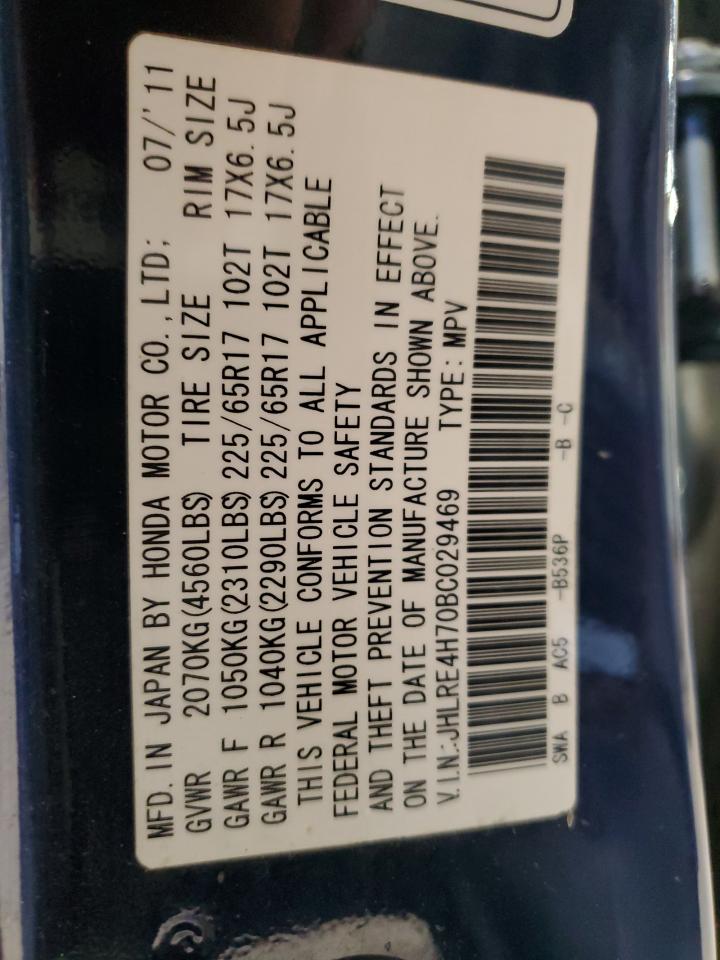 MFD. IN JAPAN BY HONDA MOTOR CO.,LTD; 07/'11
GVWR 2070KG(4560LBS) TIRE SIZE RIM SIZE
GAWR F 1050KG(2310LBS) 225/65R17 102T 17X6.5J
GAWR R 1040KG(2290LBS) 225/65R17 102T 17X6.5J
THIS VEHICLE CONFORMS TO ALL APPLICABLE
FEDERAL MOTOR VEHICLE SAFETY
AND THEFT PREVENTION STANDARDS IN EFFECT
ON THE DATE OF MANUFACTURE SHOWN ABOVE.
V.I.N.:JHLRE4H70BC029469 TYPE:MPV
SWA B AC5 -B536P -B -C